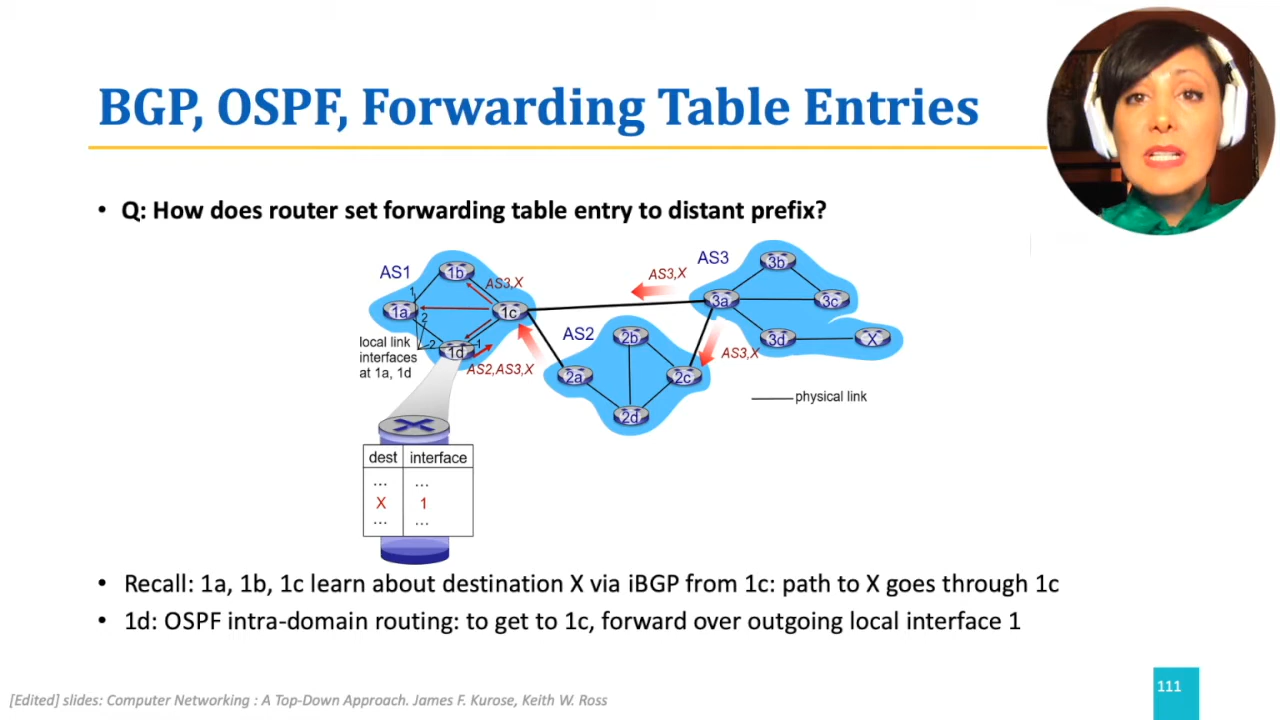 BGP, OSPF, Forwarding Table Entries
• Q: How does router set forwarding table entry to distant prefix?
AS1
1b
AS3,X
1a
1
2
1c
2
1d
1
local link
interfaces
at 1a, 1d
AS2,AS3,X
AS3,X
AS3
3b
3a
3c
3d
X
AS2
2b
2a
2c
2d
AS3,X
physical link
dest interface
... ...
X 1
... ...
• Recall: 1a, 1b, 1c learn about destination X via iBGP from 1c: path to X goes through 1c
• 1d: OSPF intra-domain routing: to get to 1c, forward over outgoing local interface 1
[Edited] slides: Computer Networking : A Top-Down Approach. James F. Kurose, Keith W. Ross
111